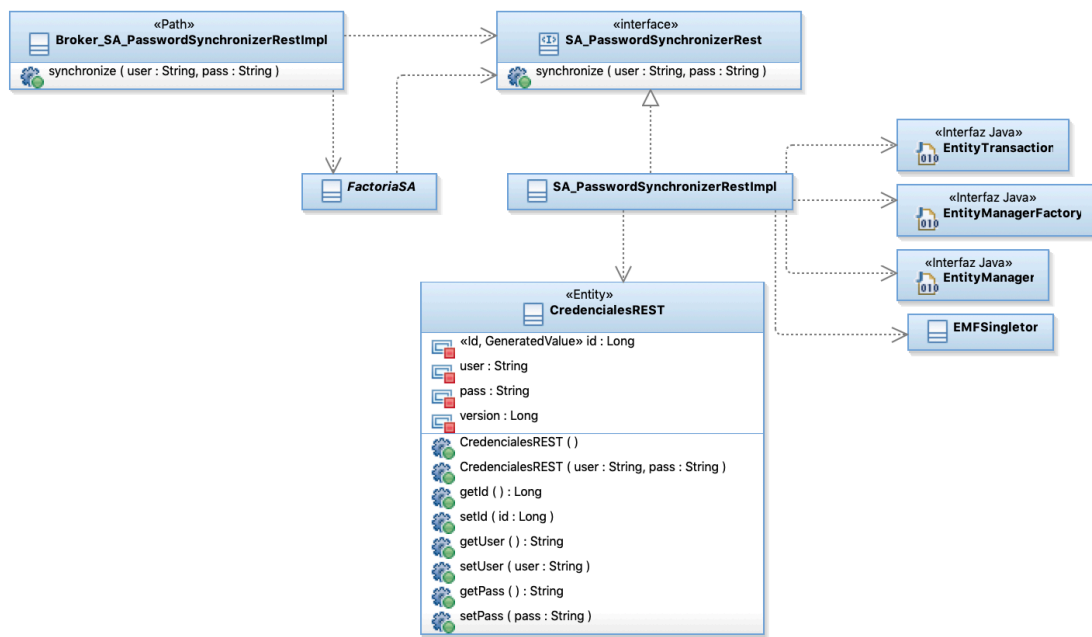 «Path»
Broker_SA_PasswordSynchronizerRestImpl
synchronize ( user : String, pass : String )
«interface»
SA_PasswordSynchronizerRest
synchronize ( user : String, pass : String )
FactoriaSA
SA_PasswordSynchronizerRestImpl
«Interfaz Java»
EntityTransaction
«Interfaz Java»
EntityManagerFactory
«Interfaz Java»
EntityManager
EMFSingletor
«Entity»
CredencialesREST
«Id, GeneratedValue» id : Long
user : String
pass : String
version : Long
CredencialesREST ( )
CredencialesREST ( user : String, pass : String )
getId ( ) : Long
setId ( id : Long )
getUser ( ) : String
setUser ( user : String )
getPass ( ) : String
setPass ( pass : String )